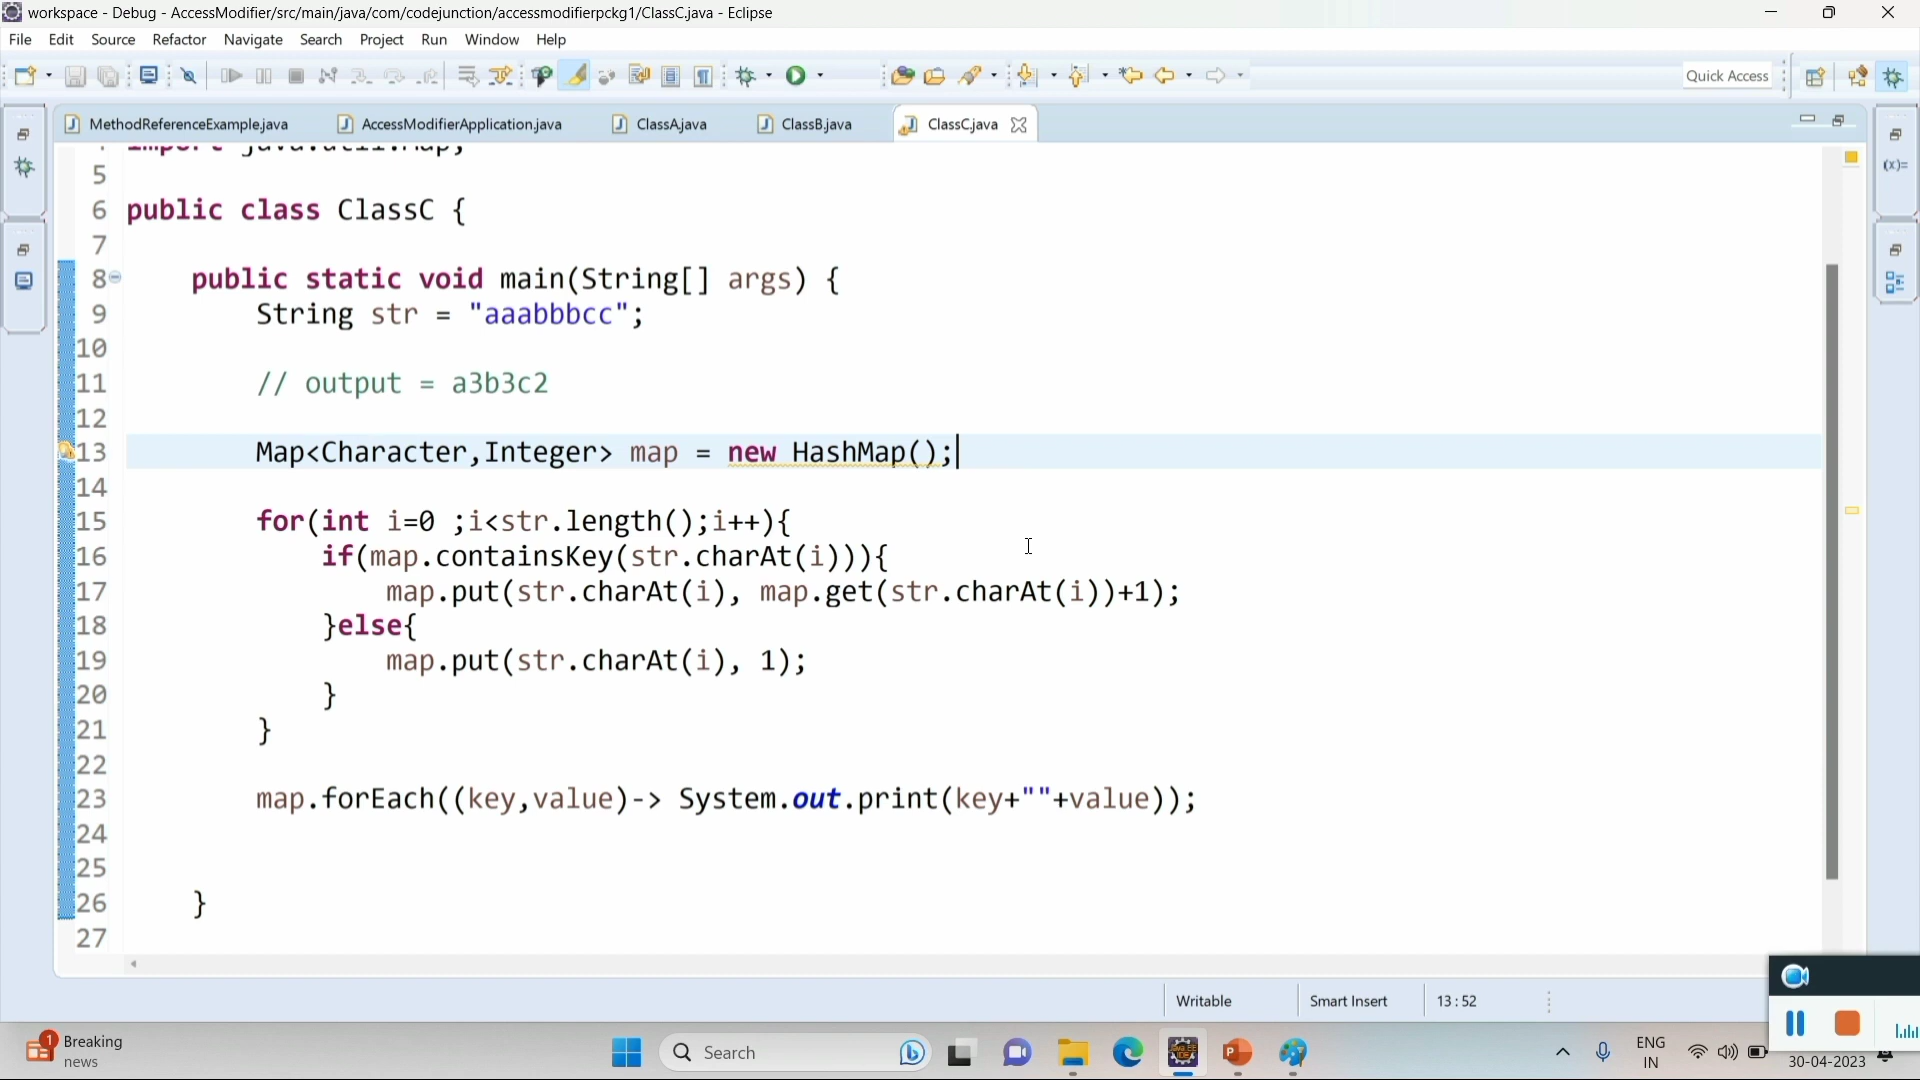 workspace - Debug - AccessModifier/src/main/java/com/codejunction/accessmodifierpckg1/ClassC.java - Eclipse
File Edit Source Refactor Navigate Search Project Run Window Help
Quick Access
MethodReferenceExample.java AccessModifierApplication.java ClassA.java ClassB.java ClassC.java
import java.util.Map;
5
6 public class ClassC {
7
8 public static void main(String[] args) {
9 String str = "aaabbbcc";
10
11 // output = a3b3c2
12
13 Map<Character,Integer> map = new HashMap();
14
15 for(int i=0 ;i<str.length();i++){
16 if(map.containsKey(str.charAt(i))){
17 map.put(str.charAt(i), map.get(str.charAt(i))+1);
18 }else{
19 map.put(str.charAt(i), 1);
20 }
21 }
22
23 map.forEach((key,value)-> System.out.print(key+""+value));
24
25
26 }
27
Writable Smart Insert 13 : 52
1 Breaking
news
Search
ENG
IN
30-04-2023